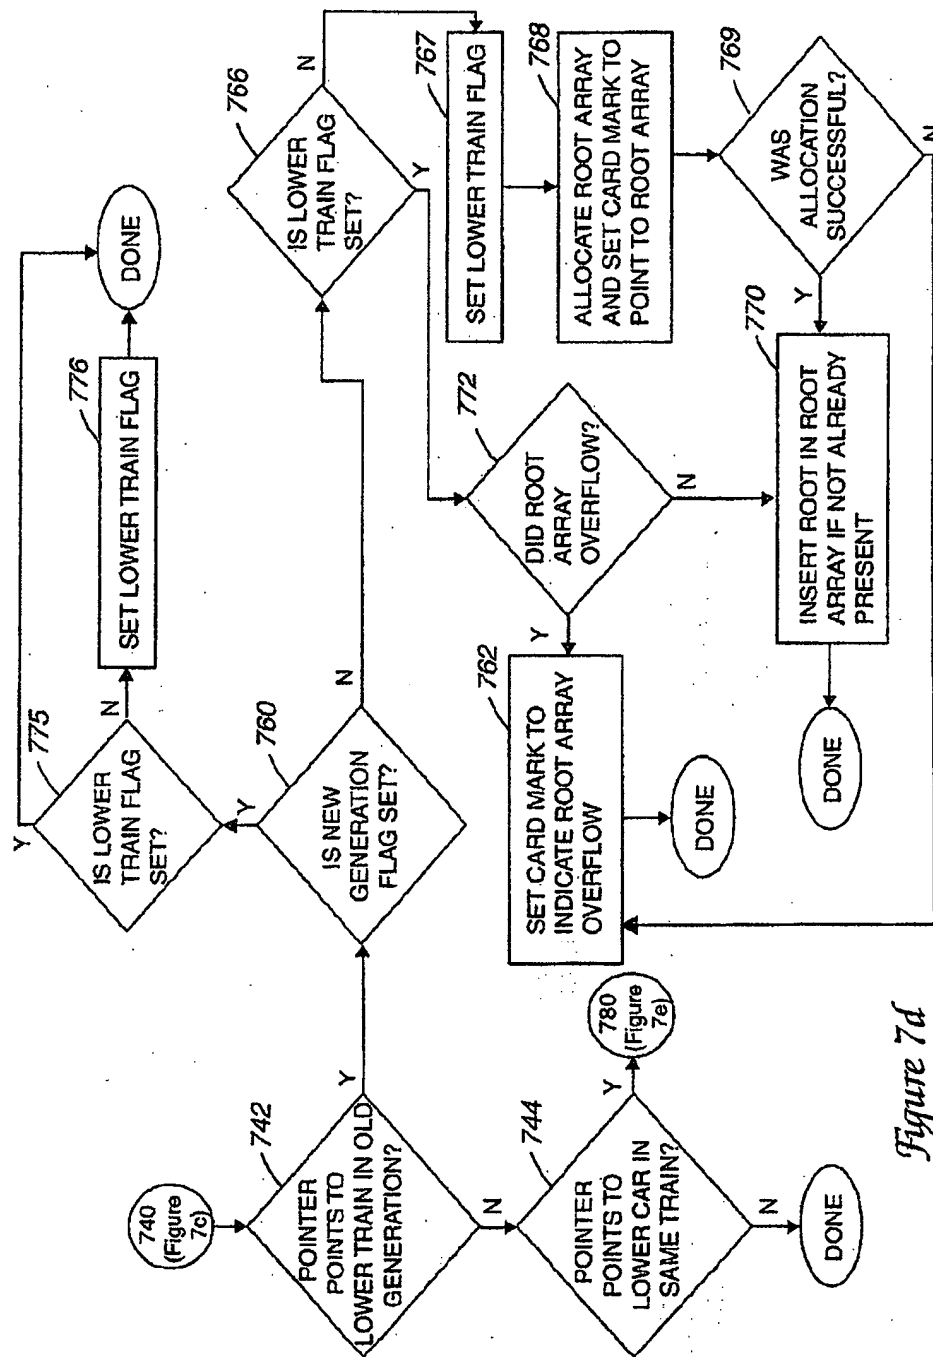 740
(Figure
7c)
742
POINTER
POINTS TO
LOWER TRAIN IN OLD
GENERATION?
Y
N
744
POINTER
POINTS TO
LOWER CAR IN
SAME TRAIN?
Y
780
(Figure
7e)
N
DONE
760
IS NEW
GENERATION
FLAG SET?
Y
N
775
IS LOWER
TRAIN FLAG
SET?
Y
N
776
SET LOWER TRAIN FLAG
DONE
766
IS LOWER
TRAIN FLAG
SET?
N
Y
767
SET LOWER TRAIN FLAG
768
ALLOCATE ROOT ARRAY
AND SET CARD MARK TO
POINT TO ROOT ARRAY
769
WAS
ALLOCATION
SUCCESSFUL?
Y
N
772
DID ROOT
ARRAY
OVERFLOW?
Y
N
762
SET CARD MARK TO
INDICATE ROOT ARRAY
OVERFLOW
DONE
770
INSERT ROOT IN ROOT
ARRAY IF NOT ALREADY
PRESENT
DONE
Figure 7d